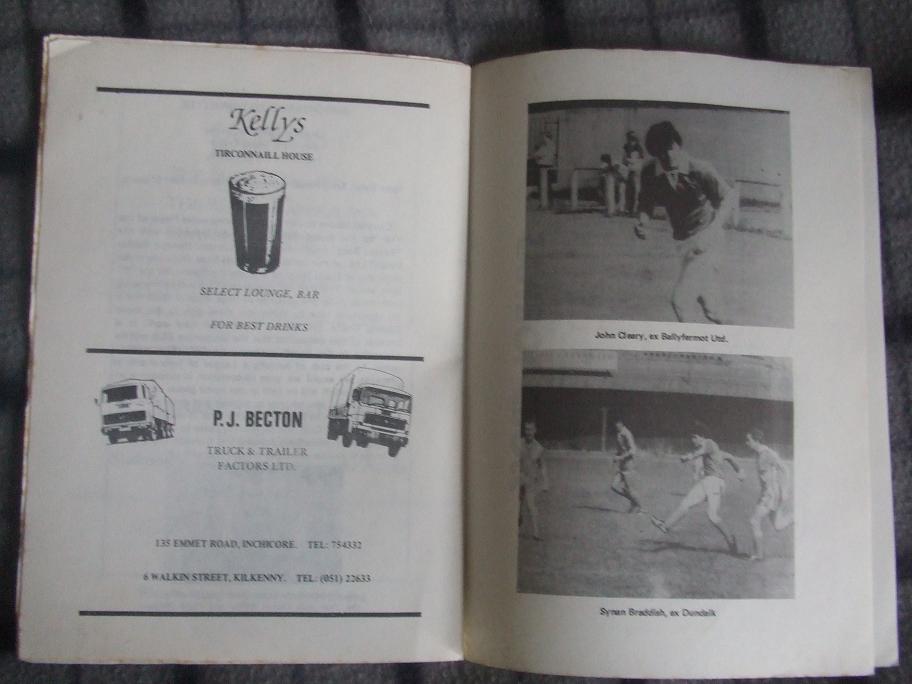 Kellys
TIRCONNAILL HOUSE
SELECT LOUNGE, BAR
FOR BEST DRINKS
P.J. BECTON
TRUCK & TRAILER
FACTORS LTD.
135 EMMET ROAD, INCHICORE. TEL: 754332
6 WALKIN STREET, KILKENNY. TEL: (051) 22633
John Cleary, ex Ballyfermot Utd.
Synan Braddish, ex Dundalk